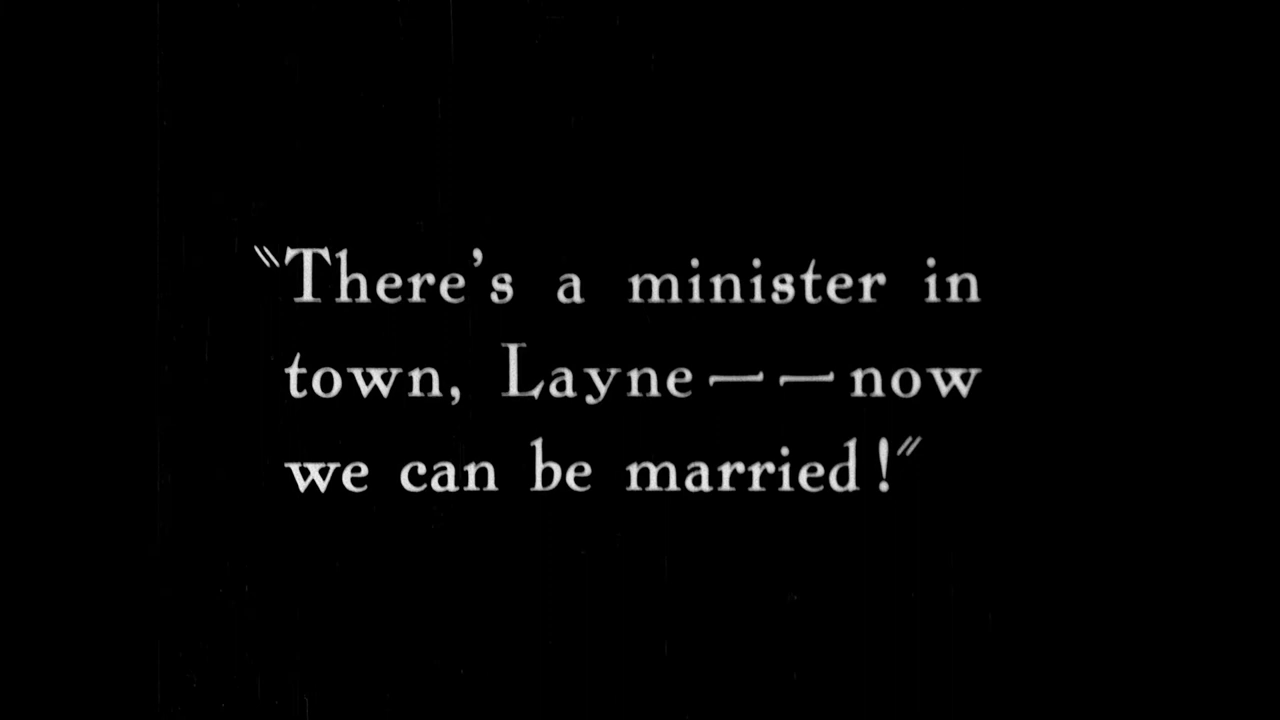 "There's a minister in
town, Layne——now
we can be married!"